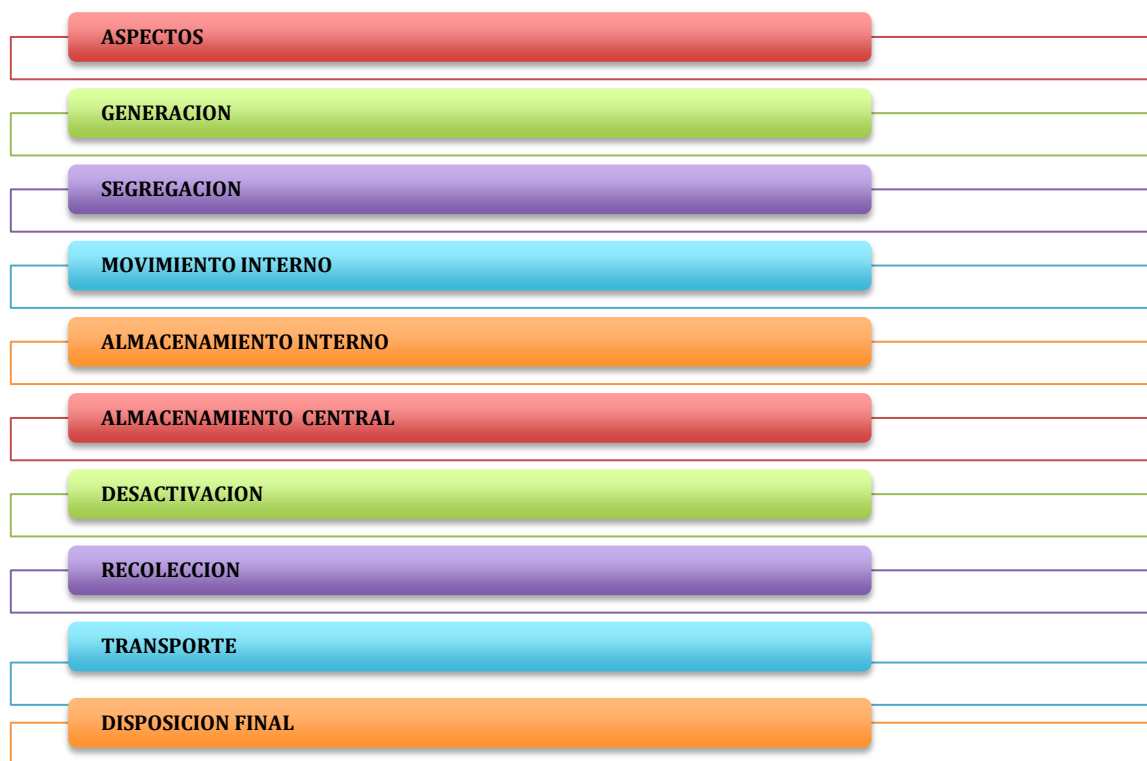 ASPECTOS
GENERACION
SEGREGACION
MOVIMIENTO INTERNO
ALMACENAMIENTO INTERNO
ALMACENAMIENTO CENTRAL
DESACTIVACION
RECOLECCION
TRANSPORTE
DISPOSICION FINAL